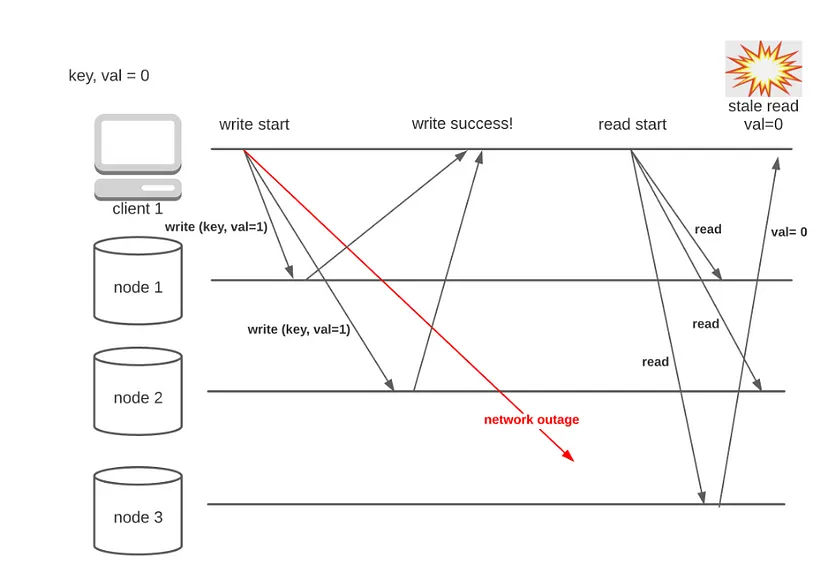 key, val = 0
stale read
val=0
write start
write success!
read start
client 1
write (key, val=1)
read
val= 0
node 1
write (key, val=1)
read
read
node 2
network outage
node 3